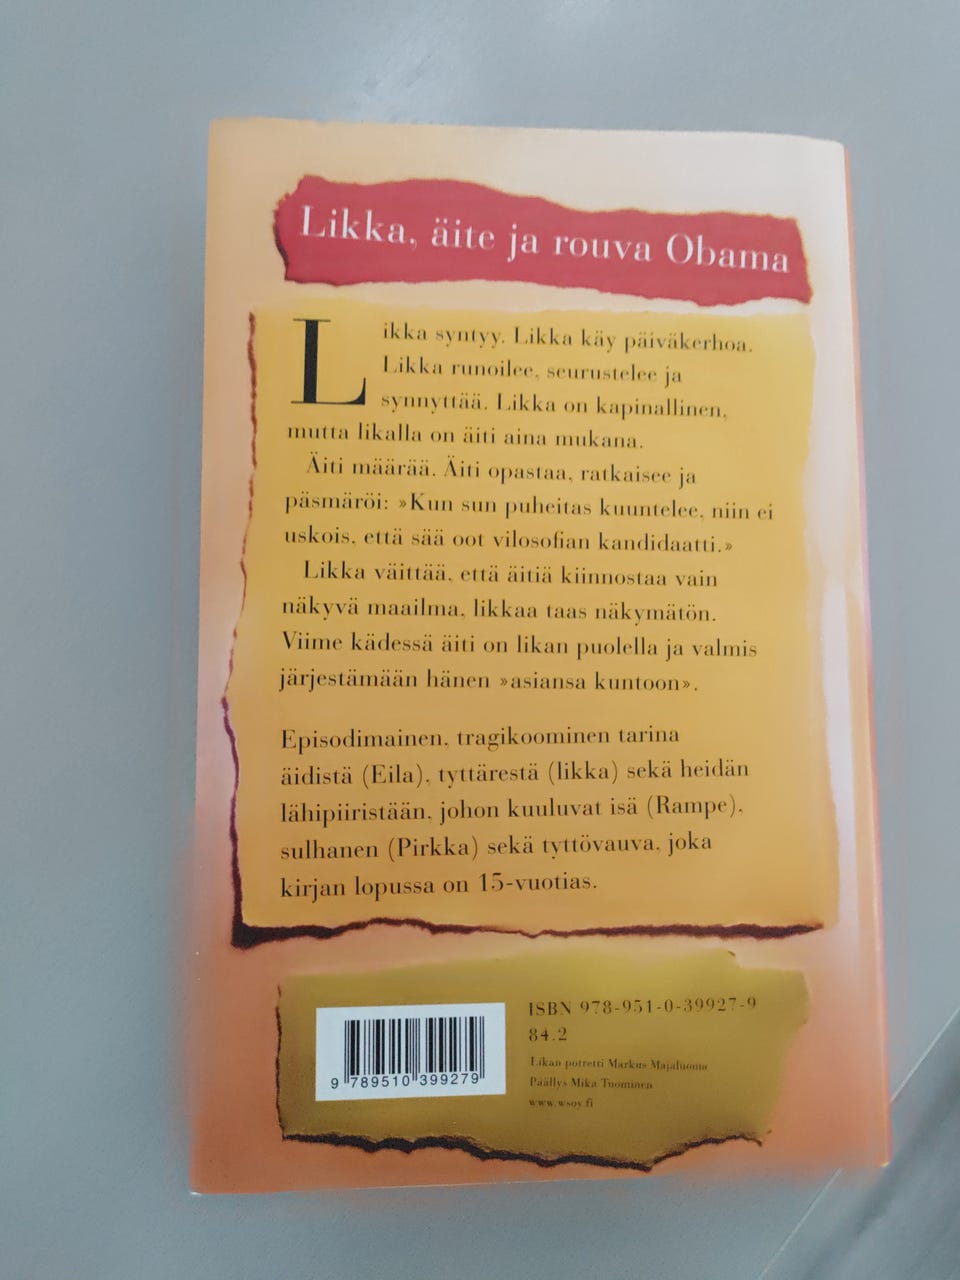 Likka, äite ja rouva Obama
Likka syntyy. Likka käy päiväkerhoa.
Likka runoilee, seurustelee ja
synnyttää. Likka on kapinallinen,
mutta likalla on äiti aina mukana.
Äiti määrää. Äiti opastaa, ratkaisee ja
päsmäröi: »Kun sun puheitas kuuntelee, niin ei
uskois, että sää oot vilosofian kandidaatti.»
Likka väittää, että äitiä kiinnostaa vain
näkyvä maailma, likkaa taas näkymätön.
Viime kädessä äiti on likan puolella ja valmis
järjestämään hänen »asiansa kuntoon».
Episodimainen, tragikoominen tarina
äidistä (Eila), tyttärestä (likka) sekä heidän
lähipiiristään, johon kuuluvat isä (Rampe),
sulhanen (Pirkka) sekä tyttövauva, joka
kirjan lopussa on 15-vuotias.
ISBN 978-951-0-39927-9
84.2
Likan potretti Markus Majaluoma
Päällys Mika Tuominen
www.wsoy.fi
9 789510 399279